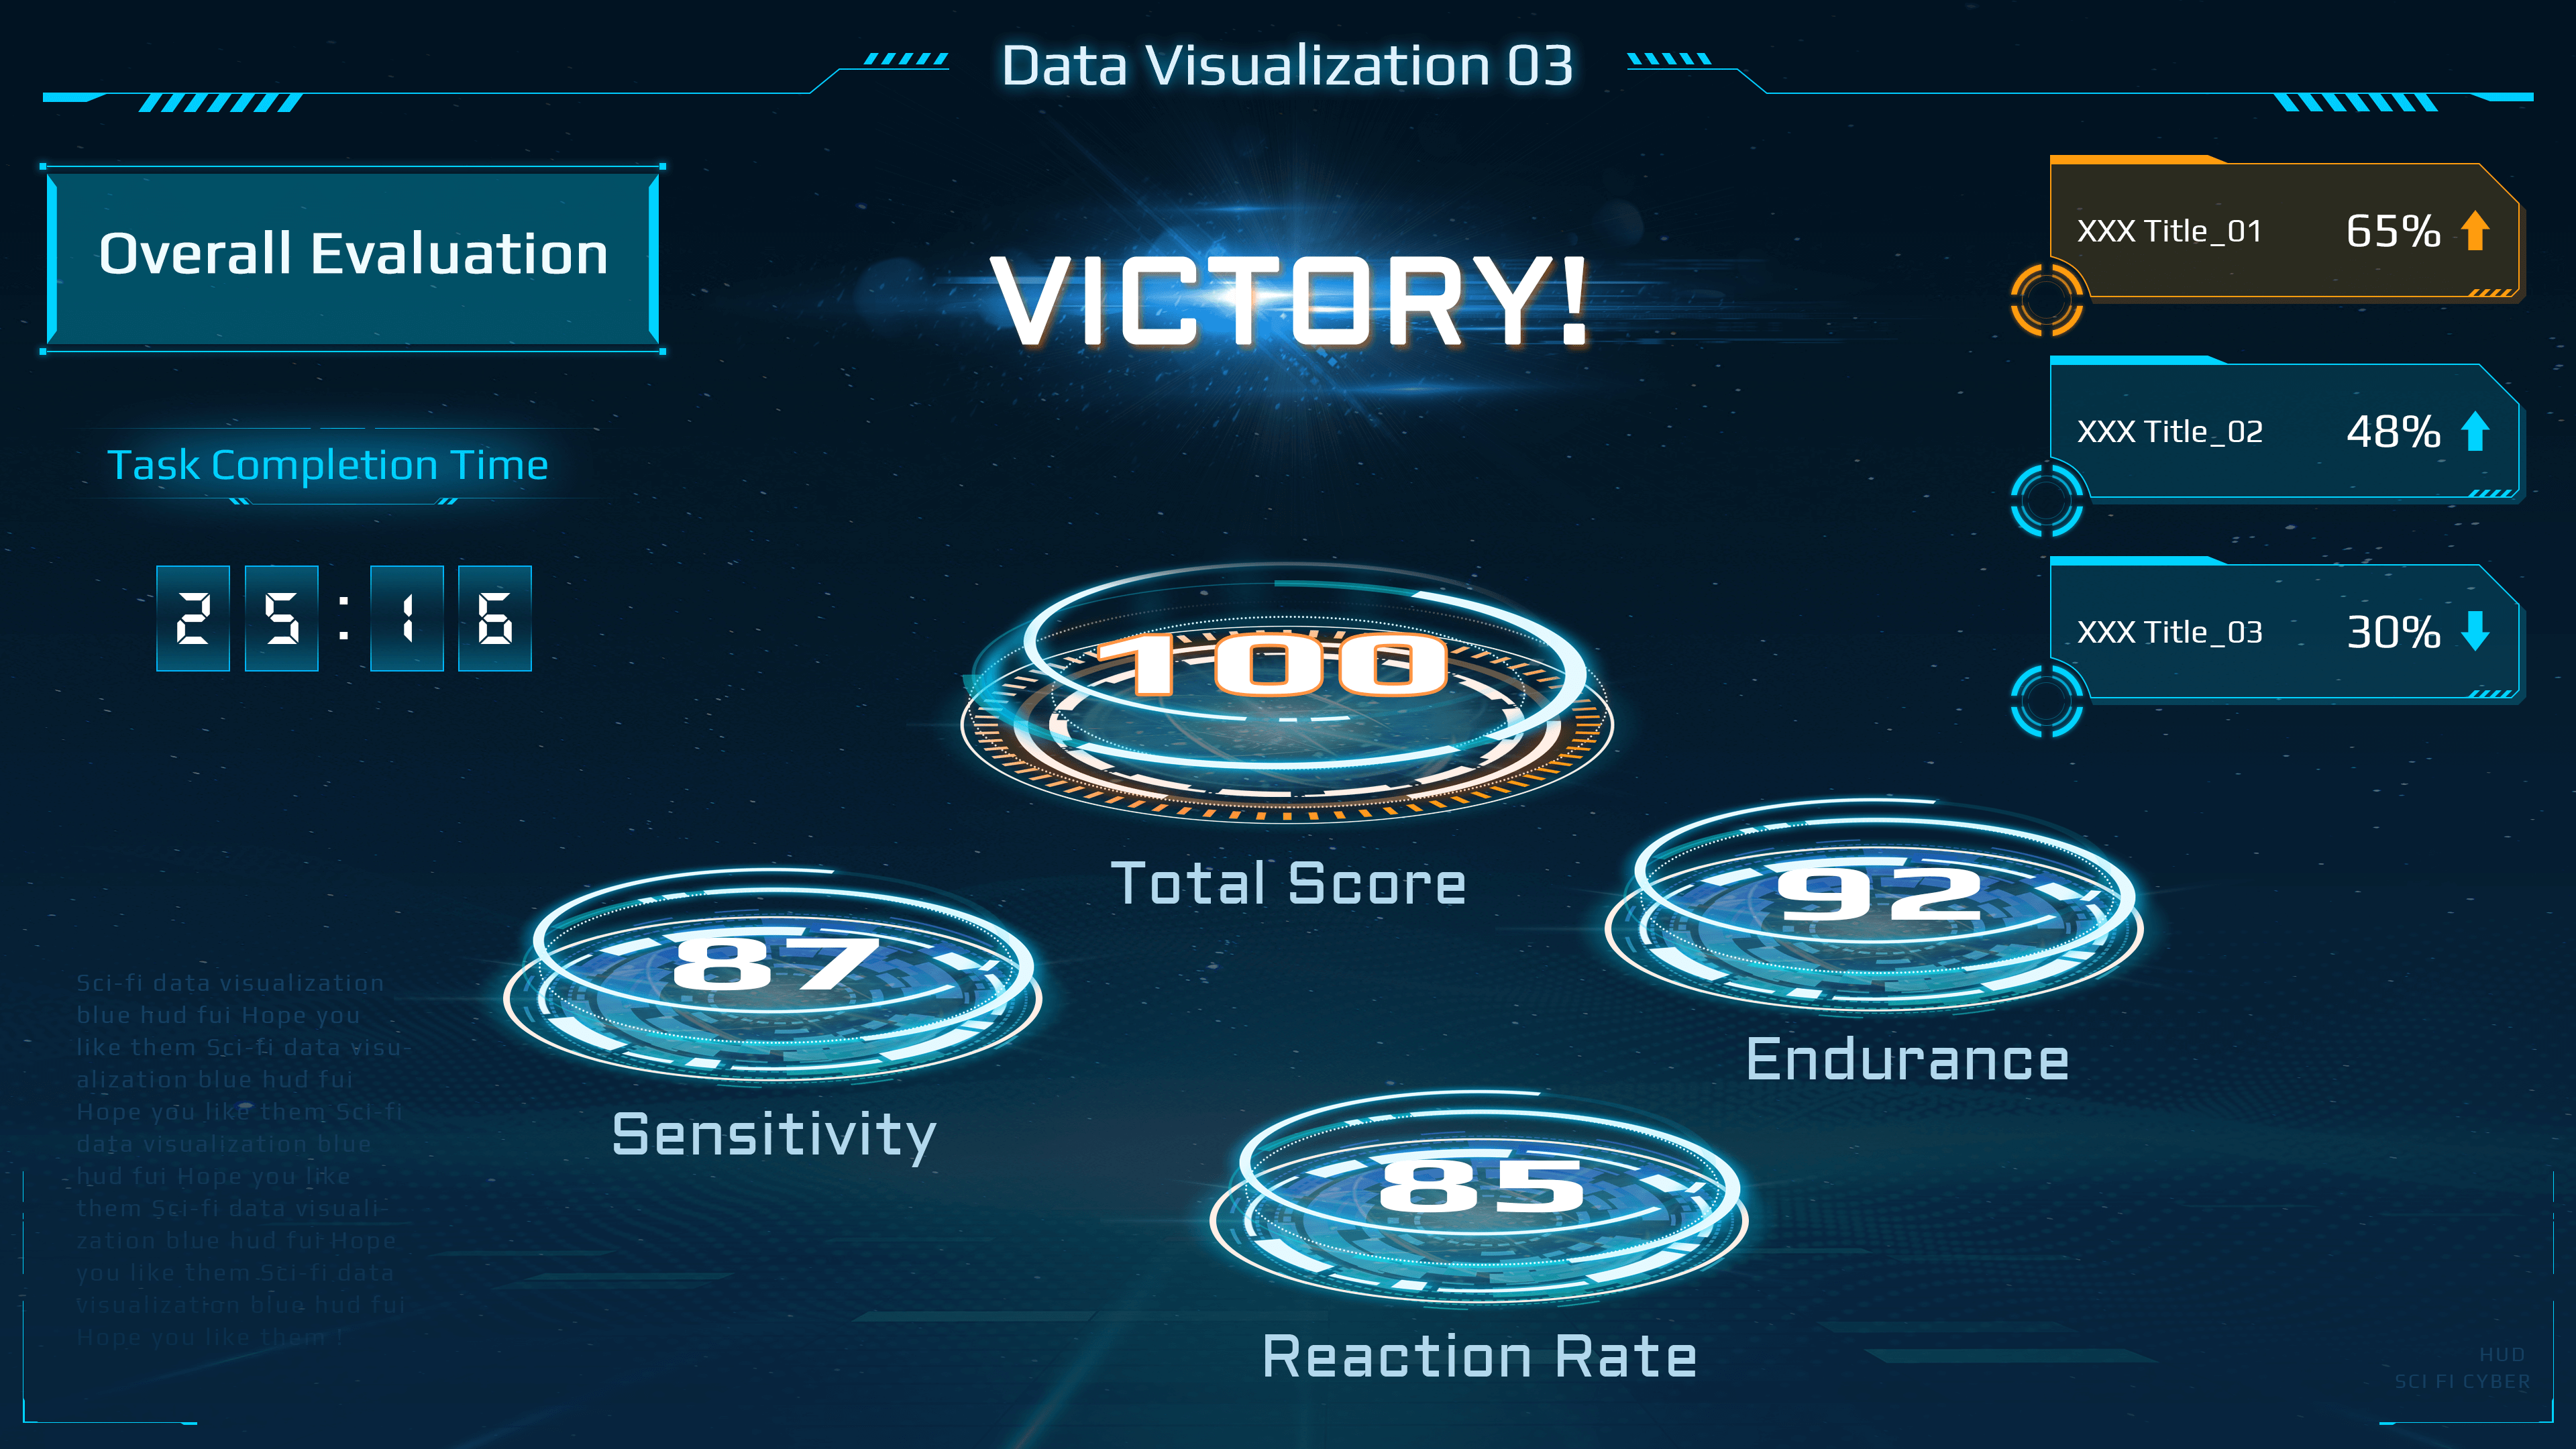 Data Visualization 03
Overall Evaluation
VICTORY!
XXX Title_01 65%
XXX Title_02 48%
XXX Title_03 30%
Task Completion Time
25:16
100
Total Score
92
Endurance
87
Sensitivity
85
Reaction Rate
Sci-fi data visualization
blue hud fui Hope you
like them Sci-fi data visu-
alization blue hud fui
Hope you like them Sci-fi
data visualization blue
hud fui Hope you like
them Sci-fi data visuali-
zation blue hud fui Hope
you like them Sci-fi data
visualization blue hud fui
Hope you like them !
HUD
SCI FI CYBER